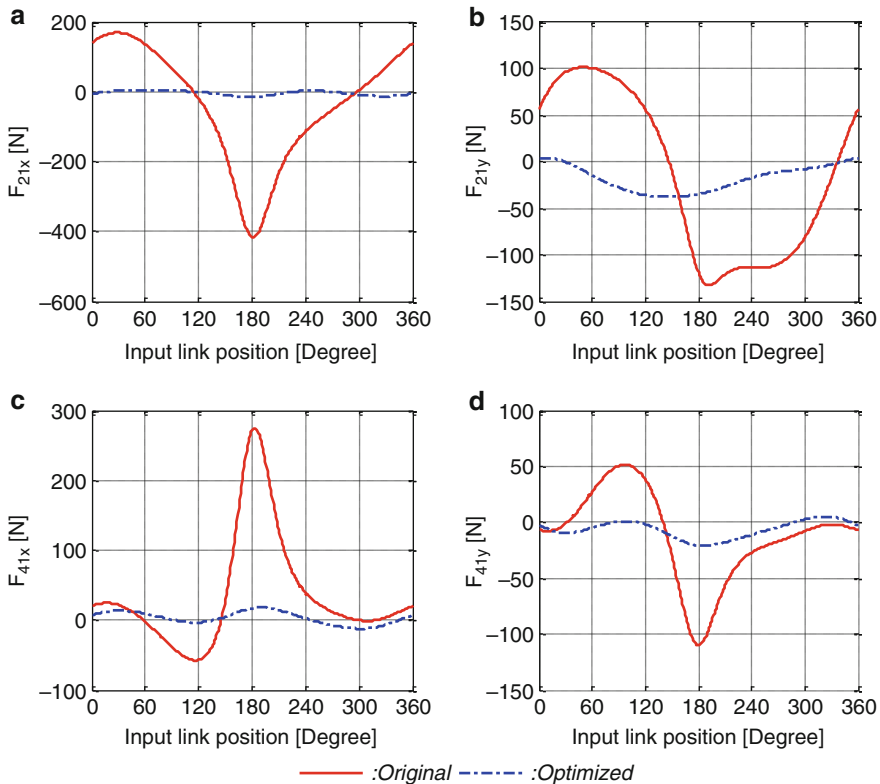 a
200
0
−200
−400
−600
F21x [N]
0 60 120 180 240 300 360
Input link position [Degree]
b
150
100
50
0
−50
−100
−150
F21y [N]
0 60 120 180 240 300 360
Input link position [Degree]
c
300
200
100
0
−100
F41x [N]
0 60 120 180 240 300 360
Input link position [Degree]
d
100
50
0
−50
−100
−150
F41y [N]
0 60 120 180 240 300 360
Input link position [Degree]
:Original :Optimized